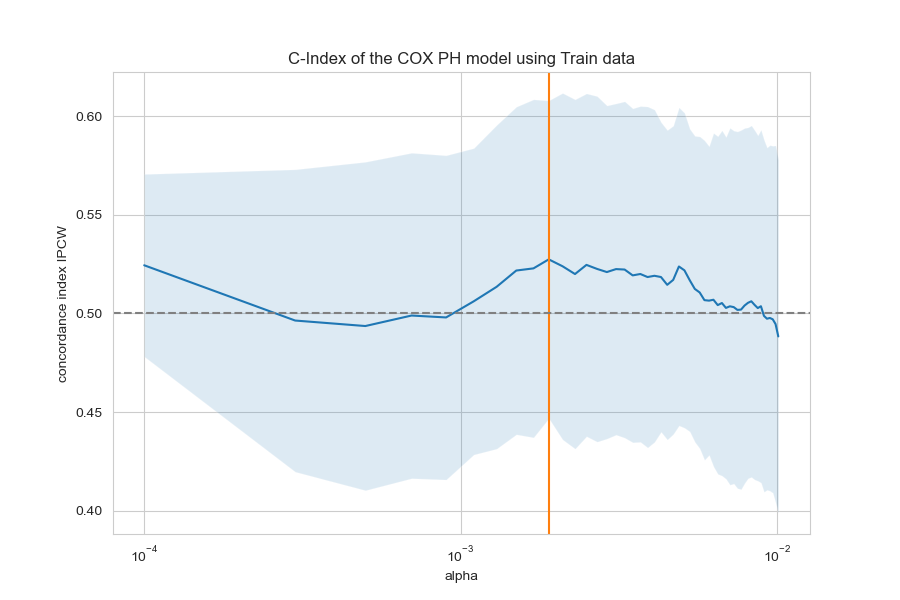 C-Index of the COX PH model using Train data
concordance index IPCW
0.60
0.55
0.50
0.45
0.40
10⁻⁴
10⁻³
10⁻²
alpha